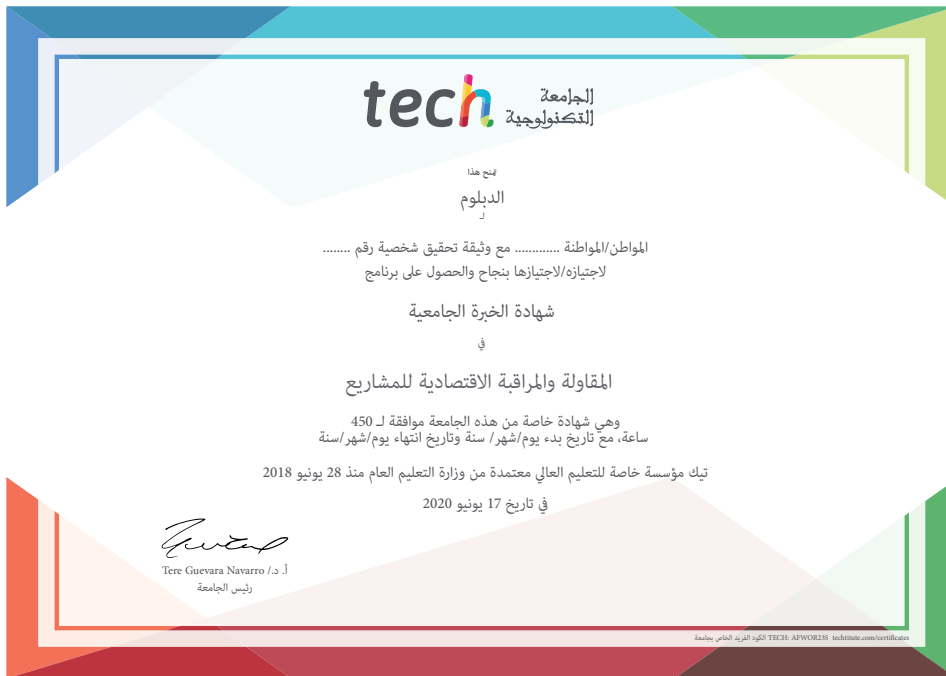 tech الجامعة
التكنولوجية
يمنح هذا
الدبلوم
لـ
المواطن/المواطنة ............. مع وثيقة تحقيق شخصية رقم ........
لاجتيازه/لاجتيازها بنجاح والحصول على برنامج
شهادة الخبرة الجامعية
في
المقاولة والمراقبة الاقتصادية للمشاريع
وهي شهادة خاصة من هذه الجامعة موافقة لـ 450
ساعة، مع تاريخ بدء يوم/شهر/ سنة وتاريخ انتهاء يوم/شهر/سنة
تيك مؤسسة خاصة للتعليم العالي معتمدة من وزارة التعليم العام منذ 28 يونيو 2018
في تاريخ 17 يونيو 2020
أ. د./ Tere Guevara Navarro
رئيس الجامعة
الكود الفريد الخاص بجامعة TECH: AFWOR235 techtitute.com/certificates